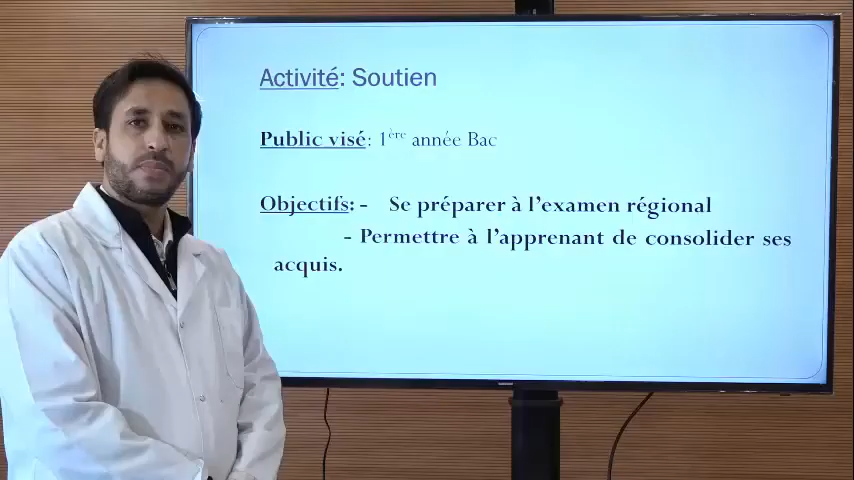 Activité: Soutien
Public visé: 1ère année Bac
Objectifs: - Se préparer à l'examen régional
- Permettre à l'apprenant de consolider ses
acquis.